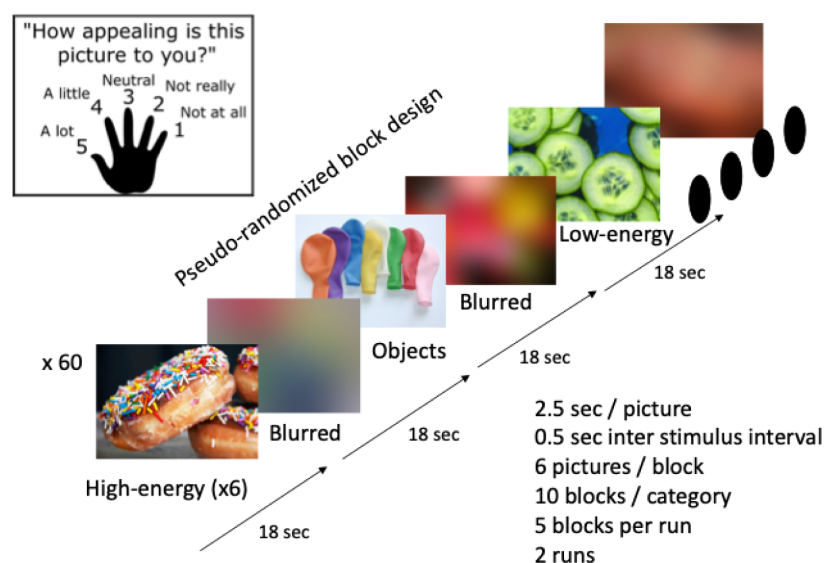 "How appealing is this
picture to you?"
Neutral
A little
Not really
3
4
2
Not at all
A lot
5
1
Pseudo-randomized block design
Low-energy
18 sec
Blurred
Objects
18 sec
x 60
Blurred
18 sec
High-energy (x6)
18 sec
2.5 sec / picture
0.5 sec inter stimulus interval
6 pictures / block
10 blocks / category
5 blocks per run
2 runs